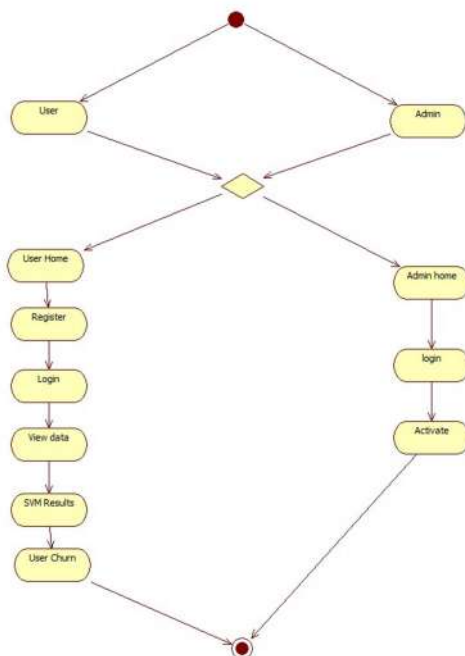 User
Admin
User Home
Admin home
Register
login
Login
Activate
View data
SVM Results
User Churn